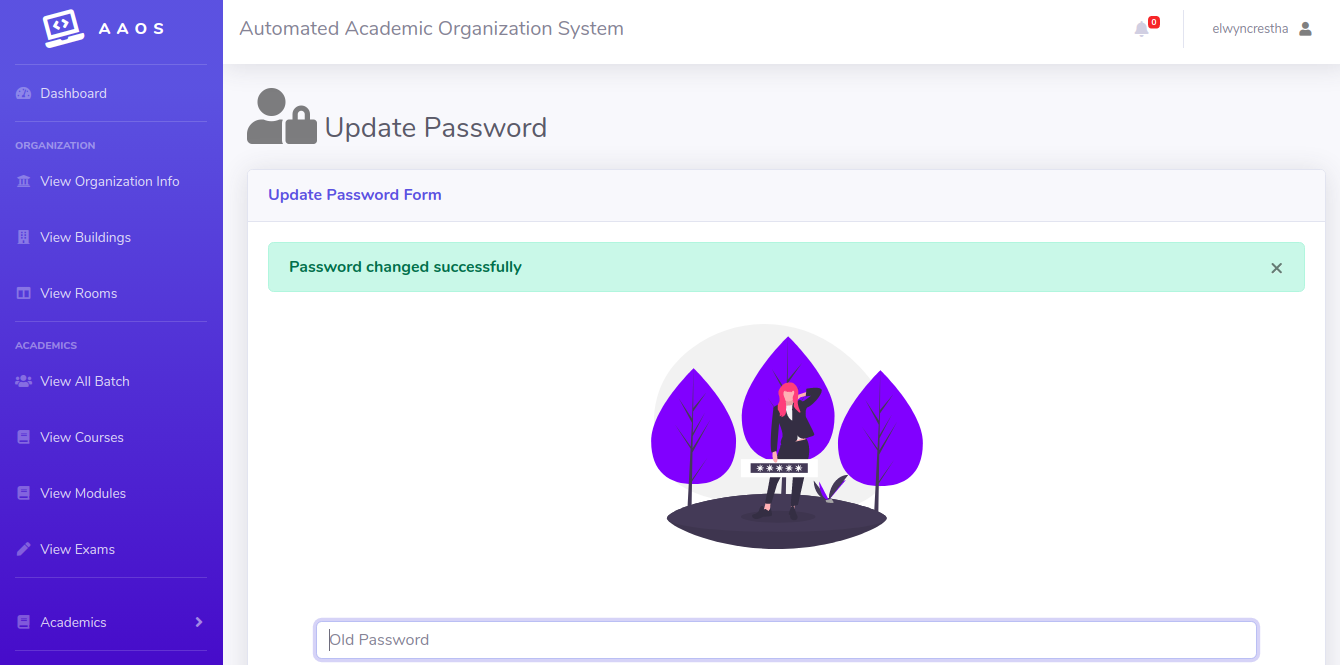 AAOS
Automated Academic Organization System
0
elwyncrestha
Dashboard
ORGANIZATION
View Organization Info
View Buildings
View Rooms
ACADEMICS
View All Batch
View Courses
View Modules
View Exams
Academics
Update Password
Update Password Form
Password changed successfully
×
*****
Old Password